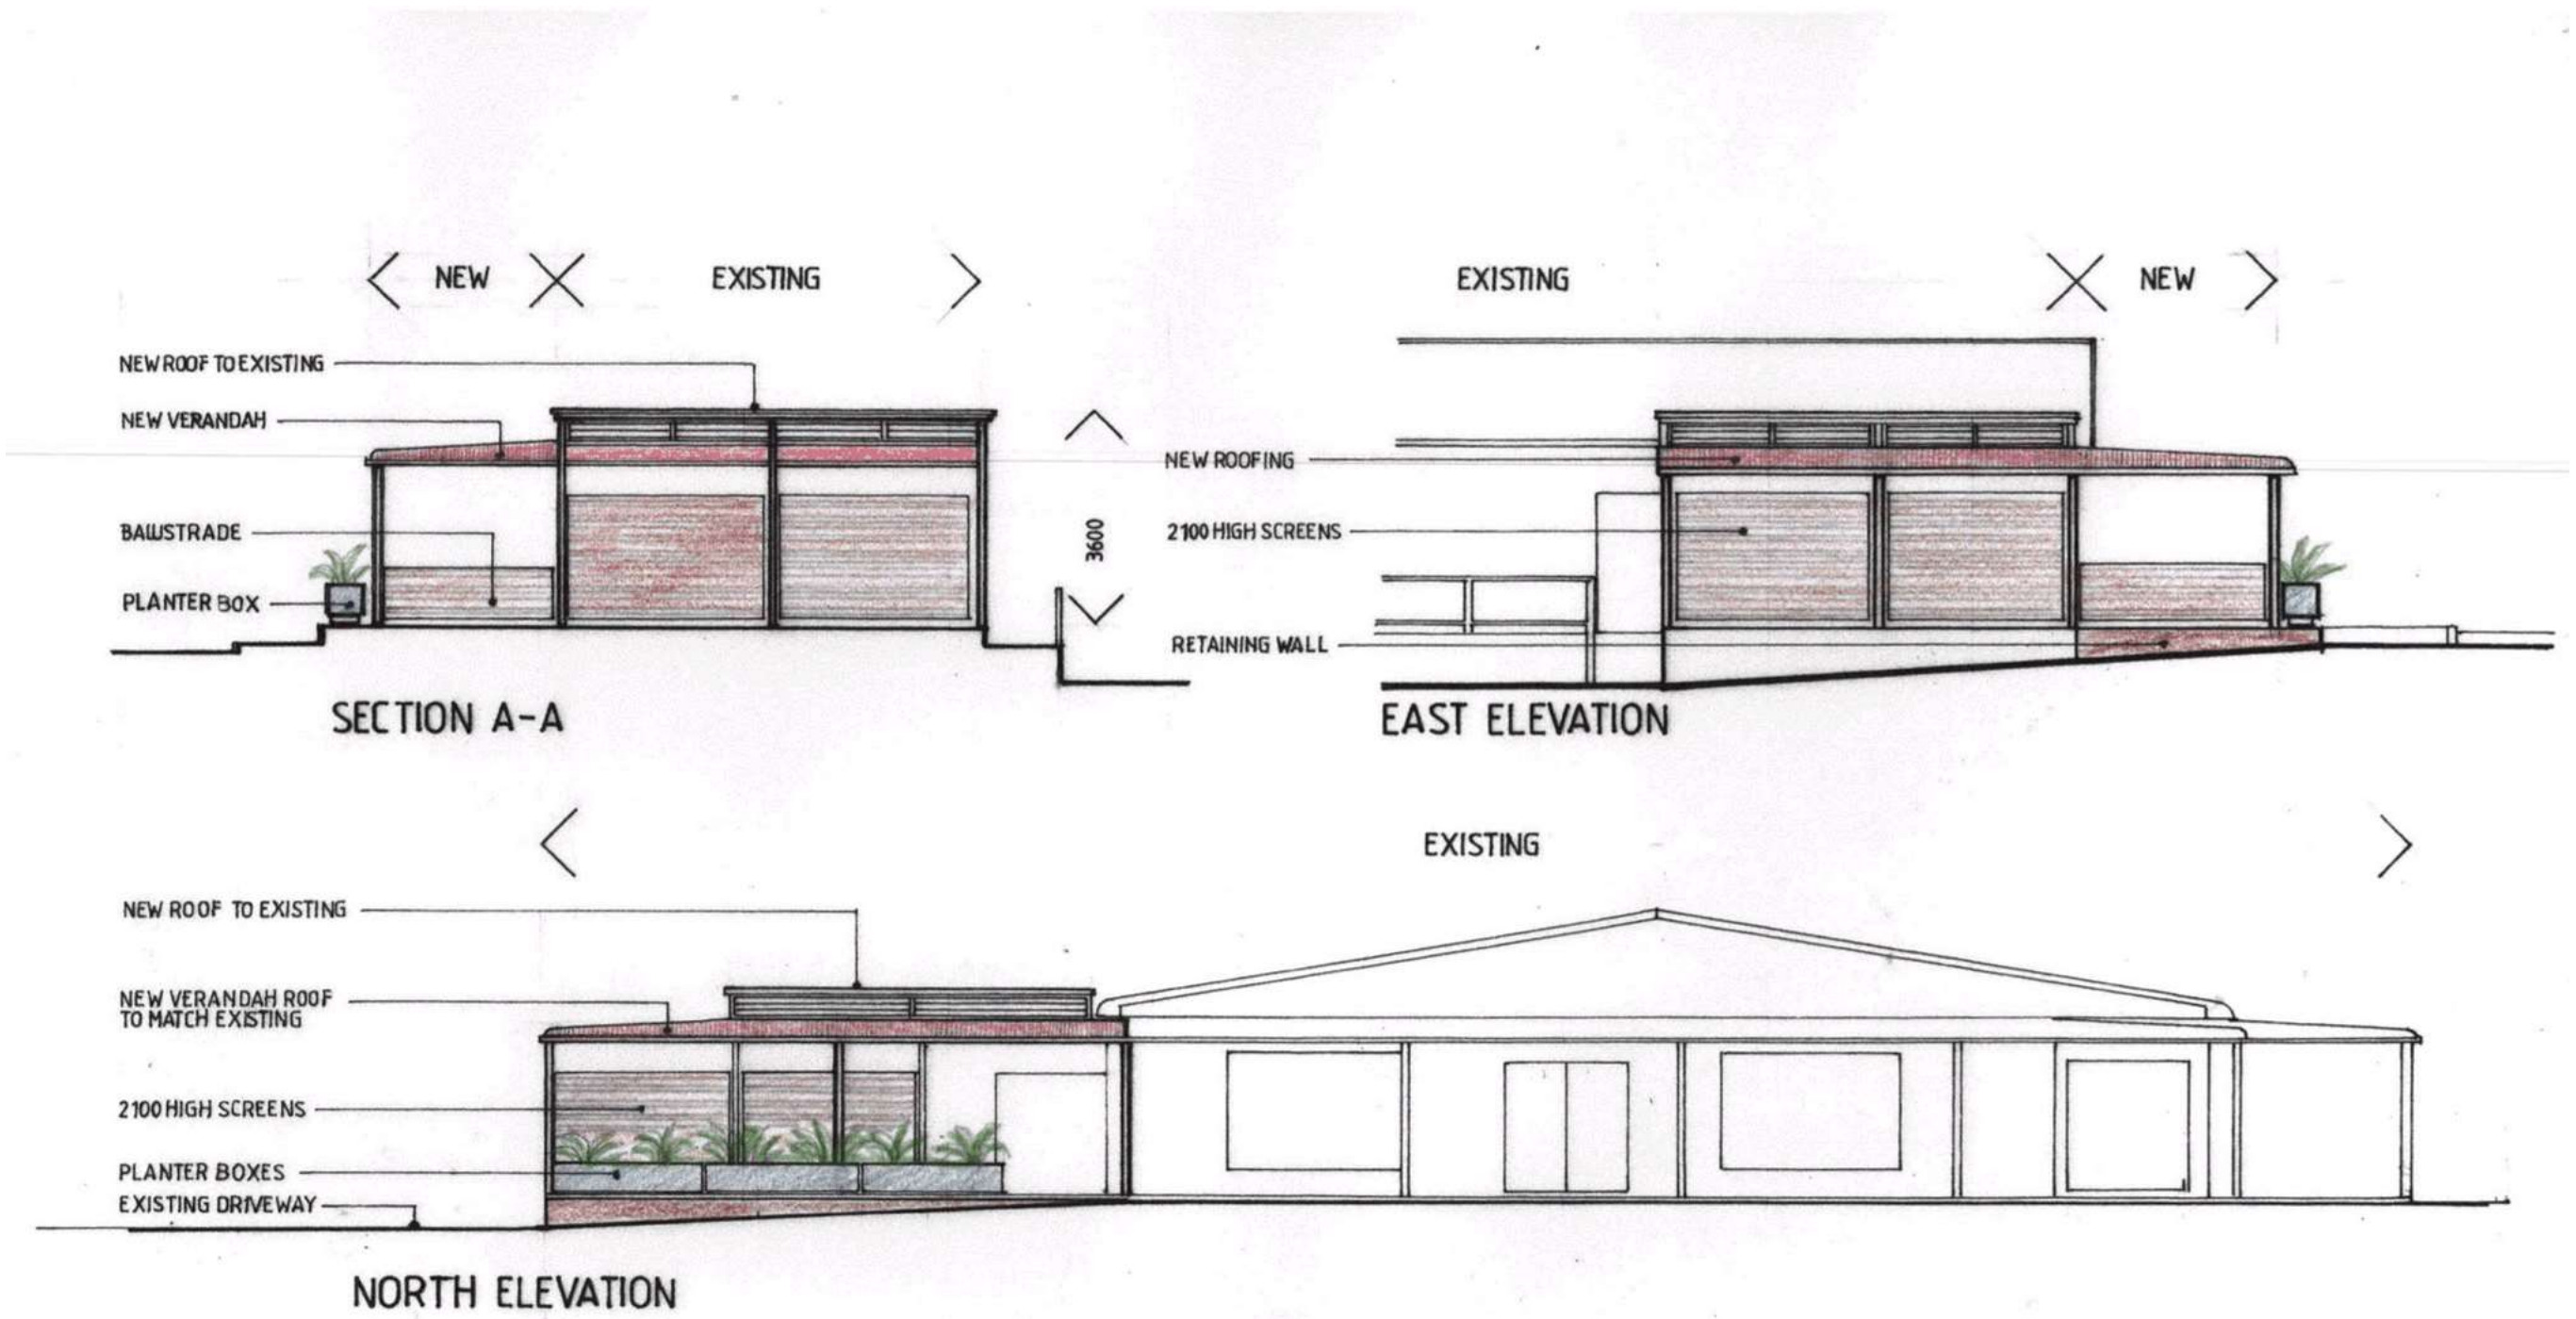 NEW
EXISTING
NEW ROOF TO EXISTING
NEW VERANDAH
BALUSTRADE
PLANTER BOX
3600
SECTION A-A
EXISTING
NEW
NEW ROOFING
2100 HIGH SCREENS
RETAINING WALL
EAST ELEVATION
EXISTING
NEW ROOF TO EXISTING
NEW VERANDAH ROOF
TO MATCH EXISTING
2100 HIGH SCREENS
PLANTER BOXES
EXISTING DRIVEWAY
NORTH ELEVATION